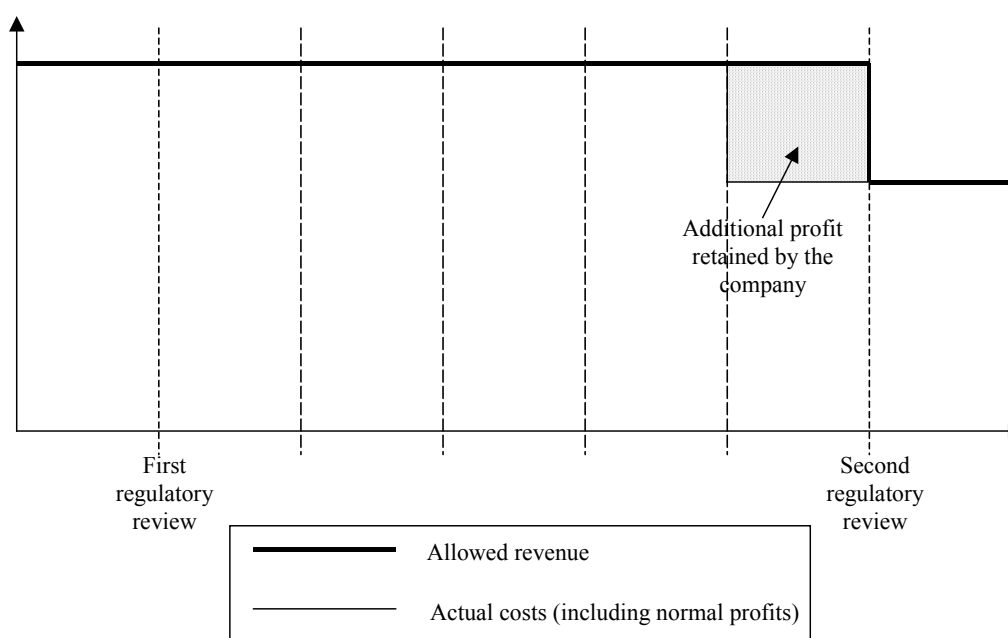 Additional profit
retained by the
company
First
regulatory
review
Second
regulatory
review
Allowed revenue
Actual costs (including normal profits)